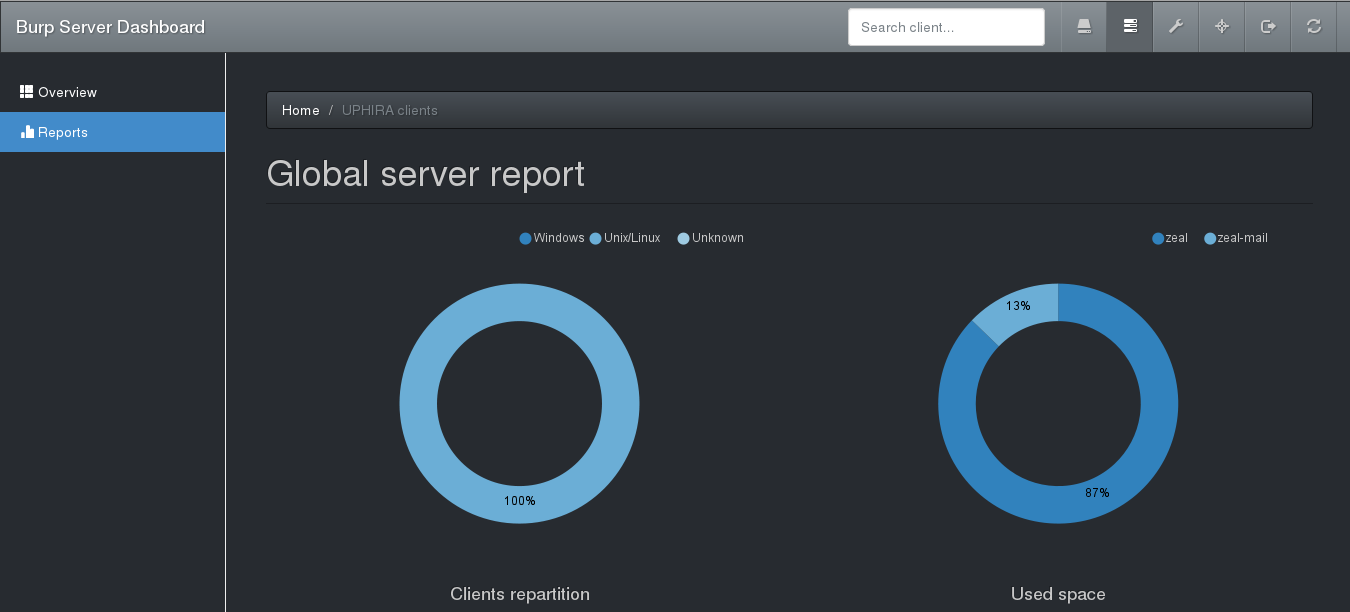 Burp Server Dashboard
Search client...
Overview
Reports
Home / UPHIRA clients
Global server report
Windows Unix/Linux Unknown
zeal zeal-mail
100%
13%
87%
Clients repartition
Used space